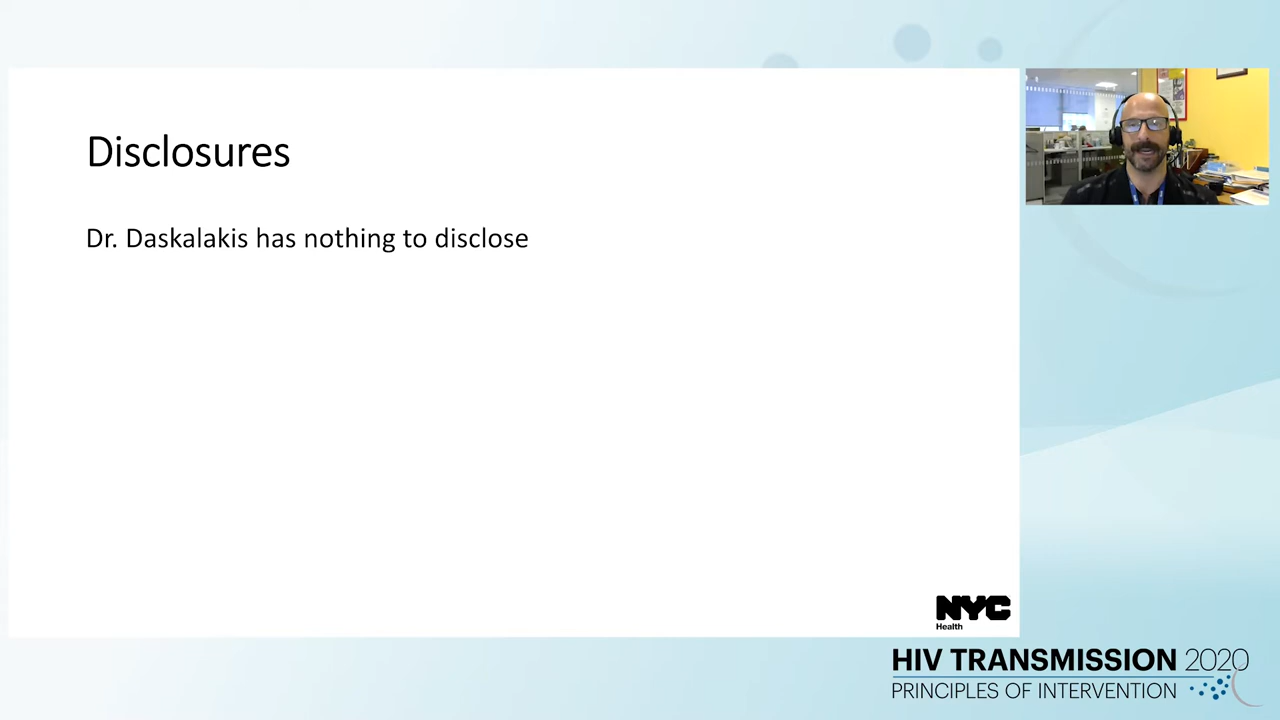 Disclosures
Dr. Daskalakis has nothing to disclose
NYC
Health
HIV TRANSMISSION 2020
PRINCIPLES OF INTERVENTION